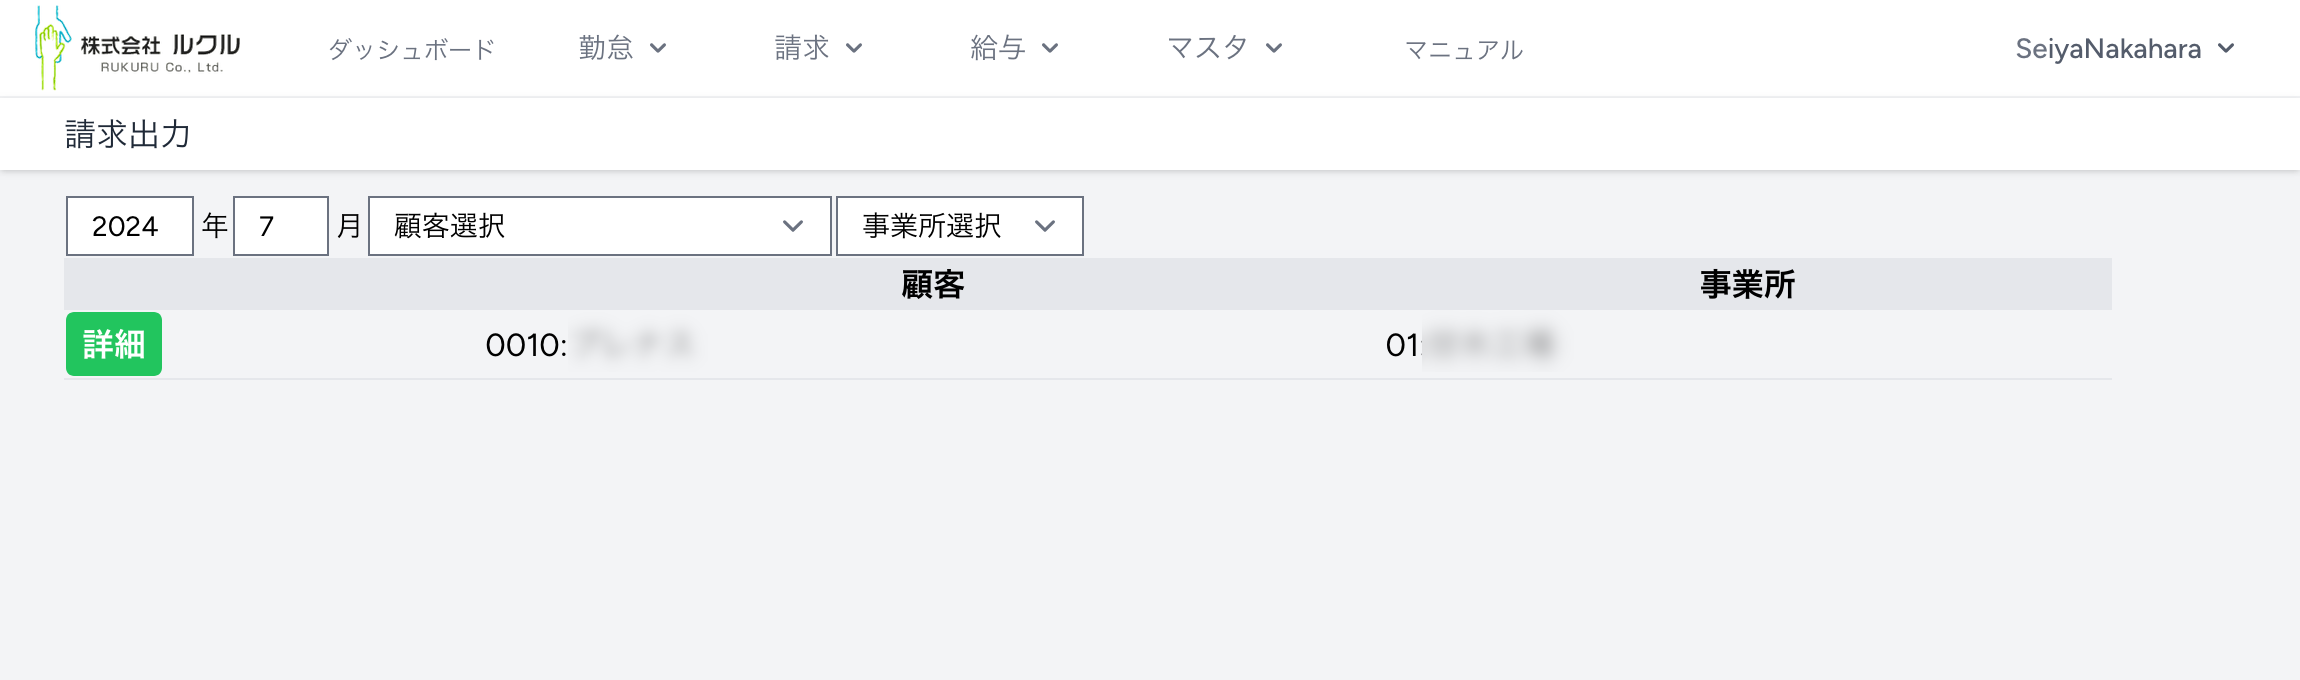 株式会社 ルクル
RUKURU Co., Ltd.
ダッシュボード 勤怠 請求 給与 マスタ マニュアル SeiyaNakahara
請求出力
2024 年 7 月 顧客選択 事業所選択
顧客 事業所
詳細 0010: 01: